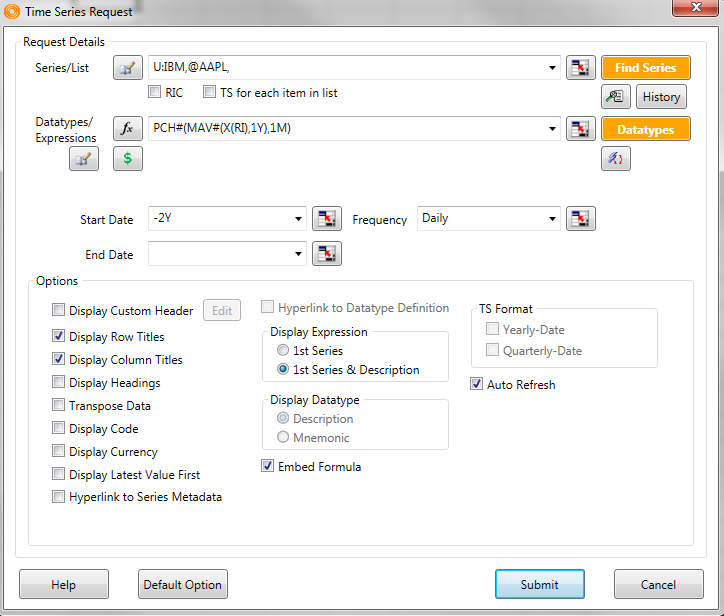 Time Series Request
Request Details
Series/List
U:IBM,@AAPL,
Find Series
RIC
TS for each item in list
History
Datatypes/
Expressions
fx
PCH#(MAV#(X(RI),1Y),1M)
Datatypes
$
Start Date
-2Y
Frequency
Daily
End Date
Options
Display Custom Header
Edit
Display Row Titles
Display Column Titles
Display Headings
Transpose Data
Display Code
Display Currency
Display Latest Value First
Hyperlink to Series Metadata
Hyperlink to Datatype Definition
Display Expression
1st Series
1st Series & Description
Display Datatype
Description
Mnemonic
Embed Formula
TS Format
Yearly-Date
Quarterly-Date
Auto Refresh
Help
Default Option
Submit
Cancel